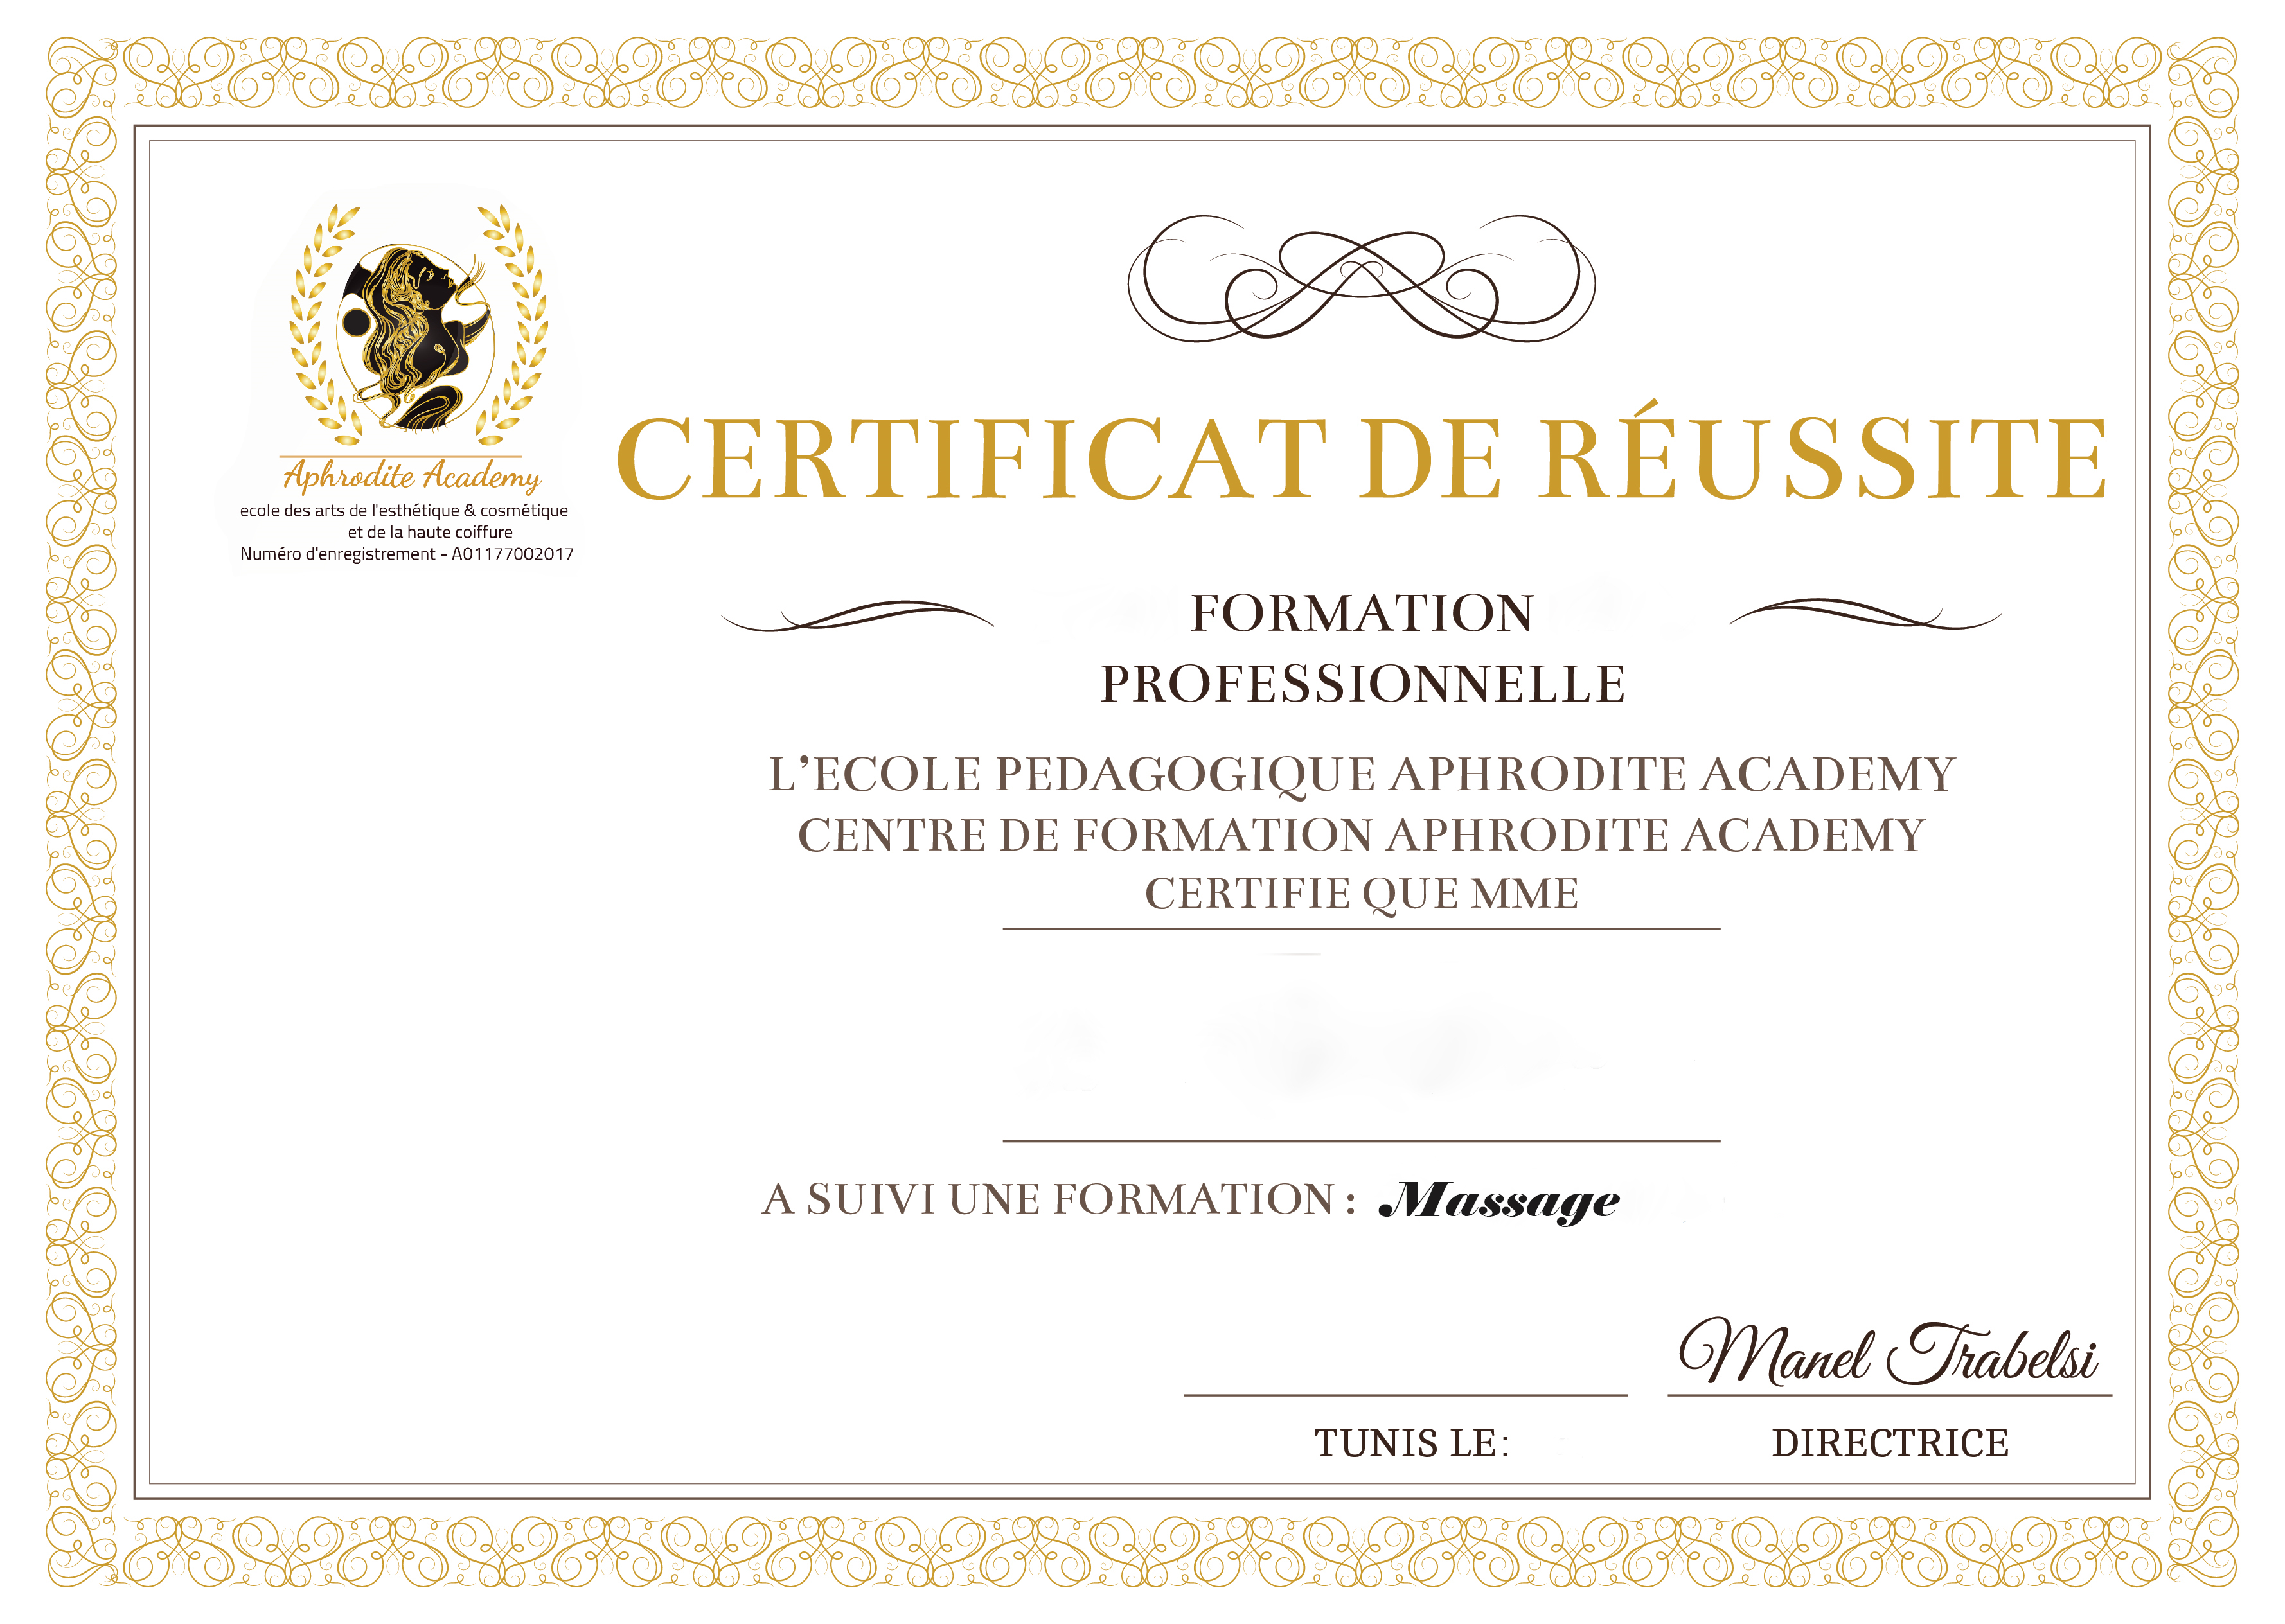 Aphrodite Academy
ecole des arts de l'esthétique & cosmétique
et de la haute coiffure
Numéro d'enregistrement - A01177002017
CERTIFICAT DE RÉUSSITE
FORMATION
PROFESSIONNELLE
L'ECOLE PEDAGOGIQUE APHRODITE ACADEMY
CENTRE DE FORMATION APHRODITE ACADEMY
CERTIFIE QUE MME
A SUIVI UNE FORMATION : Massage
Manel Trabelsi
TUNIS LE:
DIRECTRICE